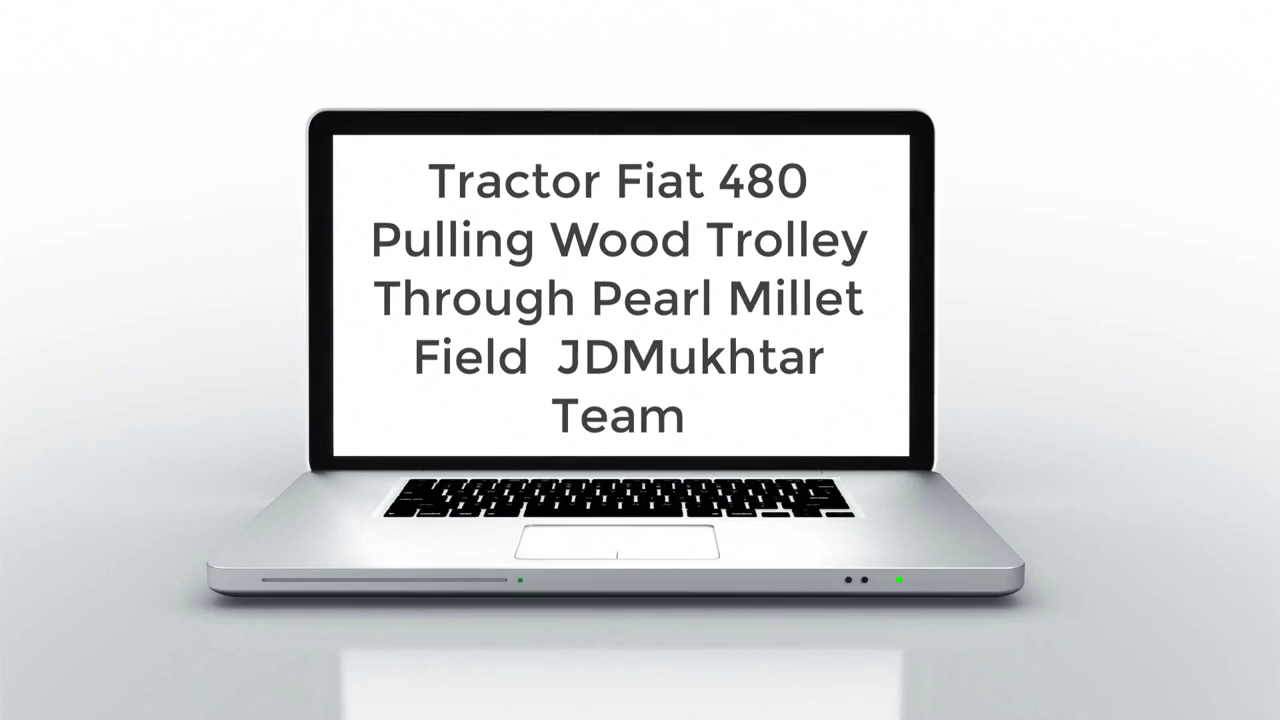 Tractor Fiat 480
Pulling Wood Trolley
Through Pearl Millet
Field  JDMukhtar
Team